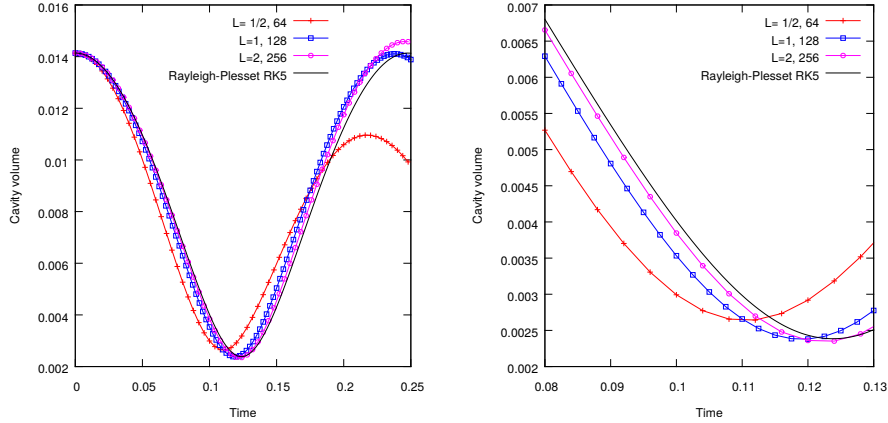 L= 1/2, 64
L=1, 128
L=2, 256
Rayleigh-Plesset RK5
0.016
0.014
0.012
0.01
0.008
0.006
0.004
0.002
Cavity volume
0
0.05
0.1
0.15
0.2
0.25
Time
L= 1/2, 64
L=1, 128
L=2, 256
Rayleigh-Plesset RK5
0.007
0.0065
0.006
0.0055
0.005
0.0045
0.004
0.0035
0.003
0.0025
0.002
Cavity volume
0.08
0.09
0.1
0.11
0.12
0.13
Time